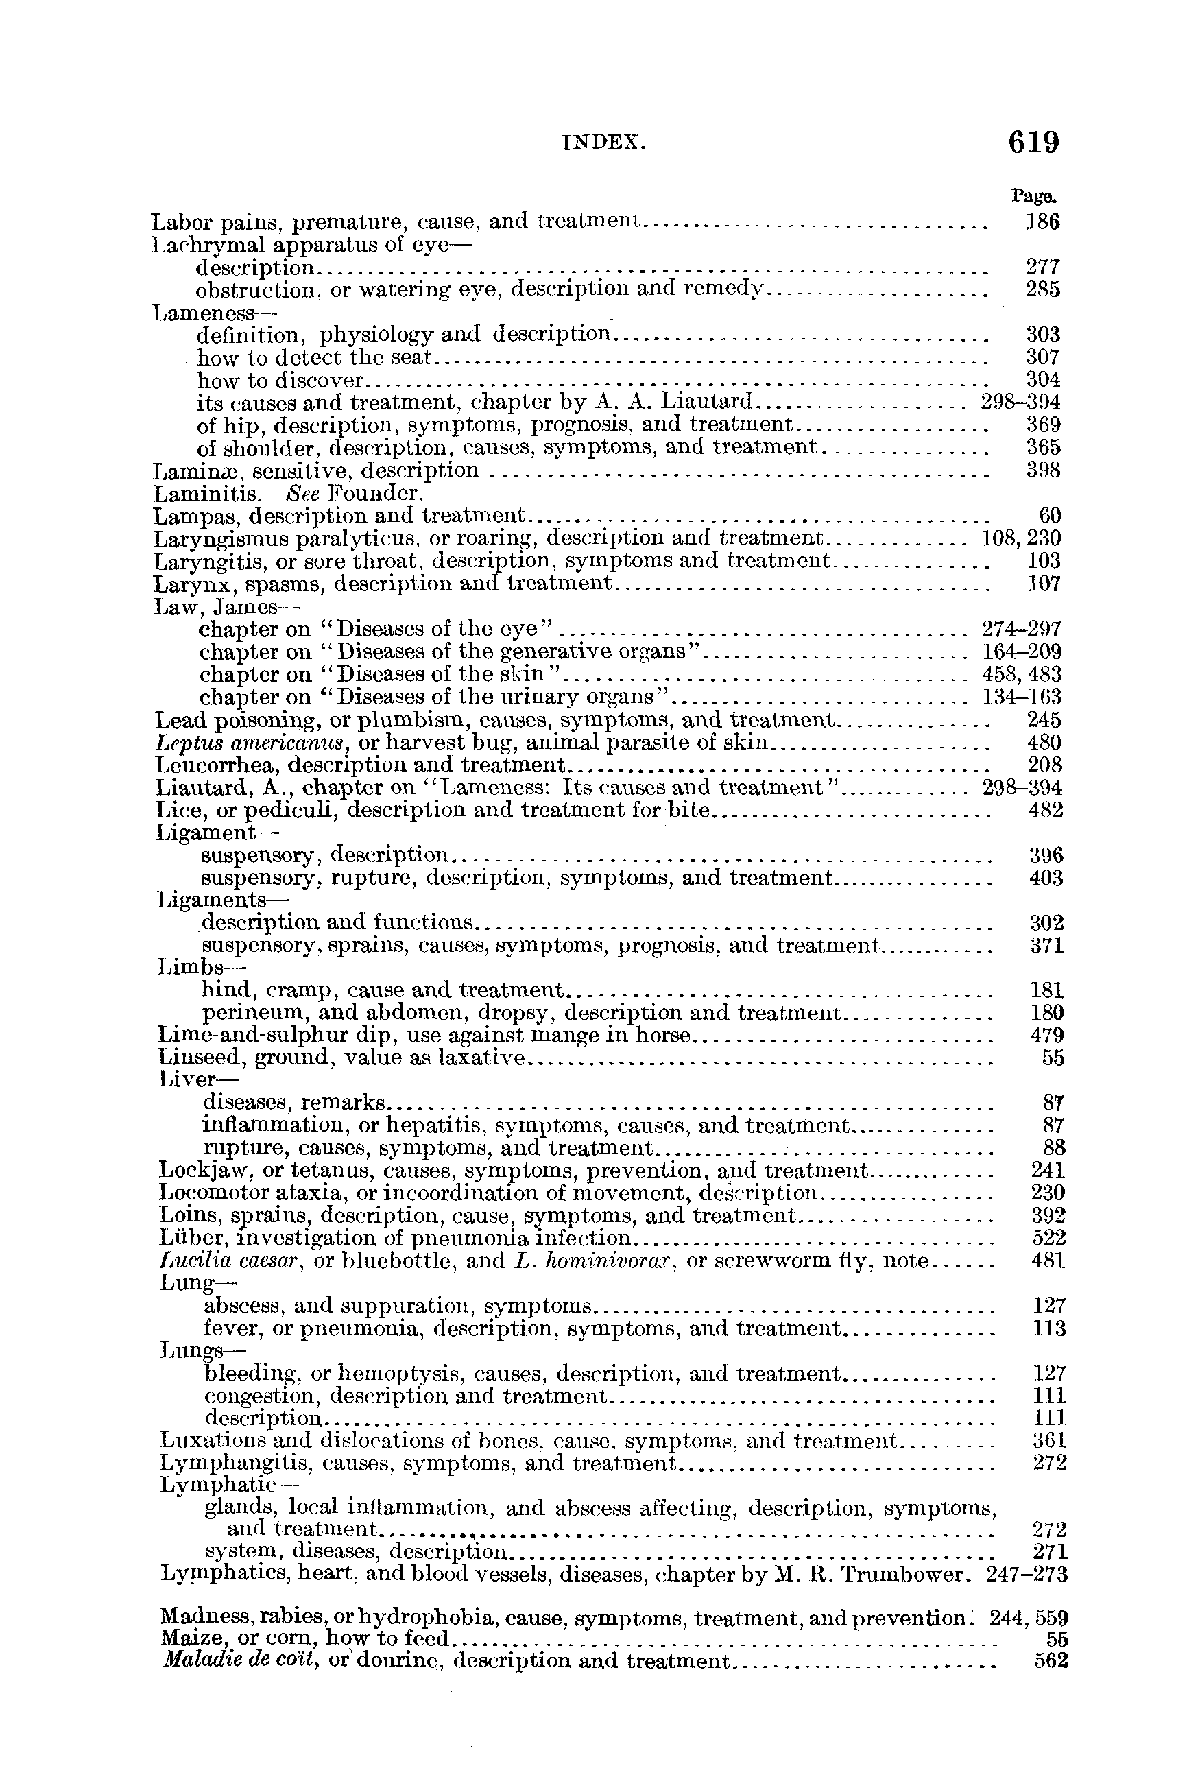 INDEX. 619
Page.
Labor pains, premature, cause, and treatment 186
Lachrymal apparatus of eye—
description 277
obstruction, or watering eye, description and remedy 285
Lameness—
definition, physiology and description 303
how to detect the seat 307
how to discover 304
its causes and treatment, chapter by A. A. Liautard 298–394
of hip, description, symptoms, prognosis, and treatment 369
of shoulder, description, causes, symptoms, and treatment 365
Laminæ, sensitive, description 398
Laminitis. See Founder.
Lampas, description and treatment 60
Laryngismus paralyticus, or roaring, description and treatment 108, 230
Laryngitis, or sore throat, description, symptoms and treatment 103
Larynx, spasms, description and treatment 107
Law, James—
chapter on "Diseases of the eye" 274–297
chapter on "Diseases of the generative organs" 164–209
chapter on "Diseases of the skin" 458, 483
chapter on "Diseases of the urinary organs" 134–163
Lead poisoning, or plumbism, causes, symptoms, and treatment 245
Leptus americanus, or harvest bug, animal parasite of skin 480
Leucorrhea, description and treatment 208
Liautard, A., chapter on "Lameness: Its causes and treatment" 298–394
Lice, or pediculi, description and treatment for bite 482
Ligament—
suspensory, description 396
suspensory, rupture, description, symptoms, and treatment 403
Ligaments—
description and functions 302
suspensory, sprains, causes, symptoms, prognosis, and treatment 371
Limbs—
hind, cramp, cause and treatment 181
perineum, and abdomen, dropsy, description and treatment 180
Lime-and-sulphur dip, use against mange in horse 479
Linseed, ground, value as laxative 55
Liver—
diseases, remarks 87
inflammation, or hepatitis, symptoms, causes, and treatment 87
rupture, causes, symptoms, and treatment 88
Lockjaw, or tetanus, causes, symptoms, prevention, and treatment 241
Locomotor ataxia, or incoordination of movement, description 230
Loins, sprains, description, cause, symptoms, and treatment 392
Lüber, investigation of pneumonia infection 522
Lucilia caesar, or bluebottle, and L. hominivorax, or screwworm fly, note 481
Lung—
abscess, and suppuration, symptoms 127
fever, or pneumonia, description, symptoms, and treatment 113
Lungs—
bleeding, or hemoptysis, causes, description, and treatment 127
congestion, description and treatment 111
description 111
Luxations and dislocations of bones, cause, symptoms, and treatment 361
Lymphangitis, causes, symptoms, and treatment 272
Lymphatic—
glands, local inflammation, and abscess affecting, description, symptoms,
and treatment 272
system, diseases, description 271
Lymphatics, heart, and blood vessels, diseases, chapter by M. R. Trumbower. 247–273
Madness, rabies, or hydrophobia, cause, symptoms, treatment, and prevention. 244, 559
Maize, or corn, how to feed 55
Maladie de coït, or dourine, description and treatment 562